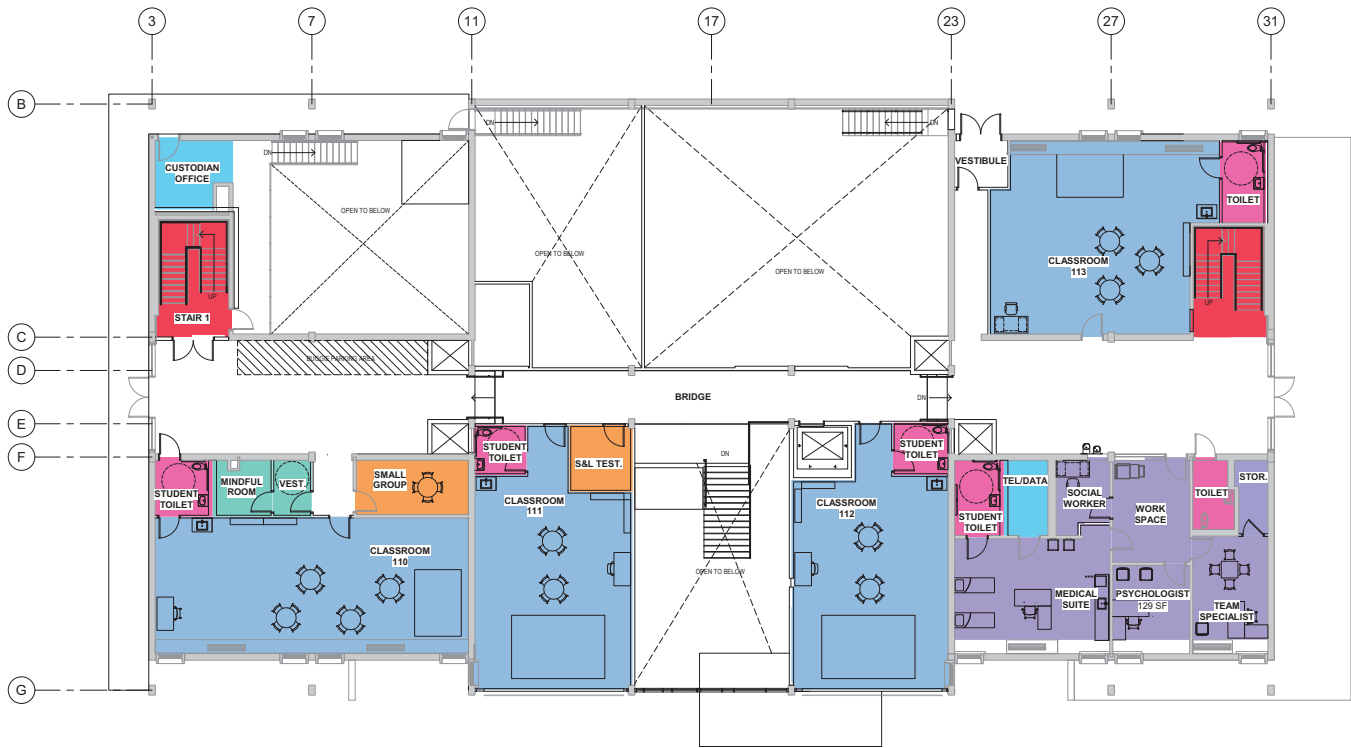 3
7
11
17
23
27
31
B
C
D
E
F
G
DN
DN
DN
CUSTODIAN
OFFICE
OPEN TO BELOW
OPEN TO BELOW
OPEN TO BELOW
VESTIBULE
TOILET
CLASSROOM
113
UP
STAIR 1
UP
BUGGIE PARKING AREA
BRIDGE
DN
STUDENT
TOILET
S&L TEST.
DN
STUDENT
TOILET
STUDENT
TOILET
MINDFUL
ROOM
VEST.
SMALL
GROUP
CLASSROOM
111
CLASSROOM
112
STUDENT
TOILET
TEL/DATA
SOCIAL
WORKER
WORK
SPACE
TOILET
STOR.
CLASSROOM
110
OPEN TO BELOW
MEDICAL
SUITE
PSYCHOLOGIST
129 SF
TEAM
SPECIALIST